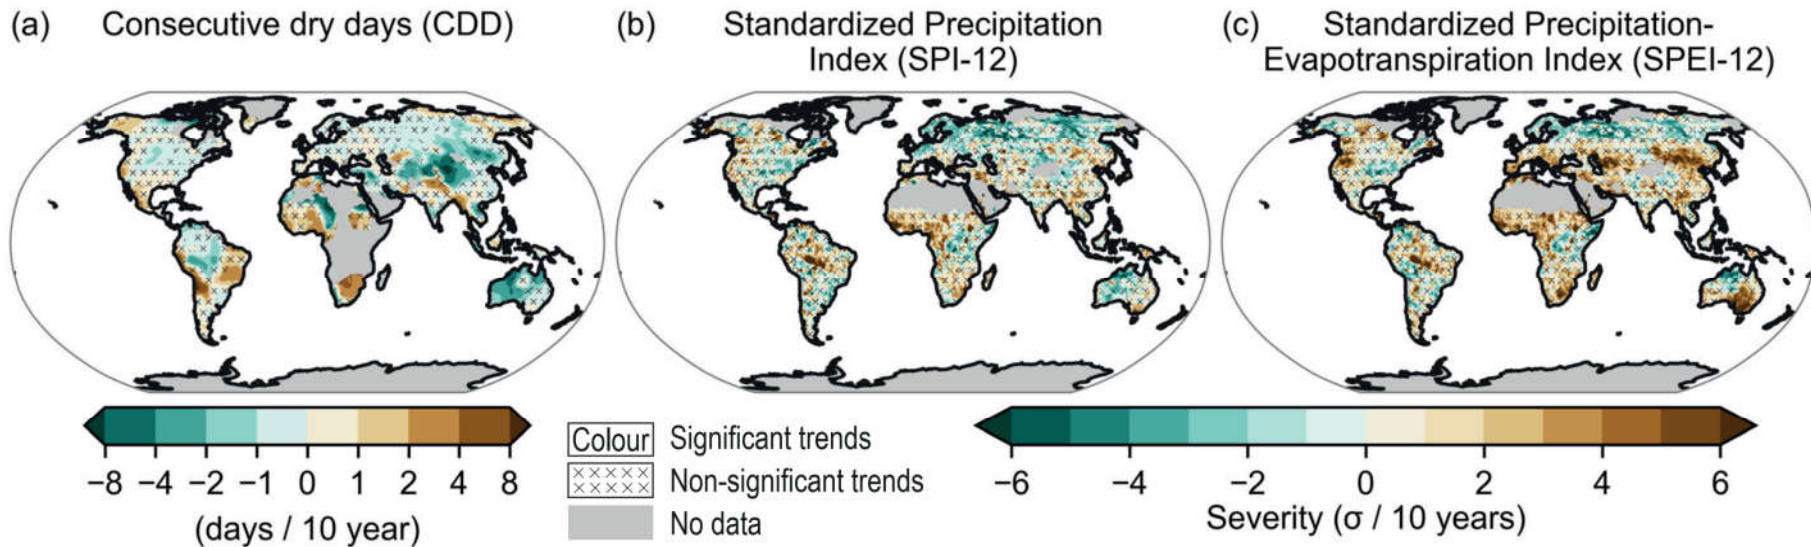 (a) Consecutive dry days (CDD)
(b) Standardized Precipitation
Index (SPI-12)
(c) Standardized Precipitation-
Evapotranspiration Index (SPEI-12)
−8 −4 −2 −1 0 1 2 4 8
(days / 10 year)
Colour Significant trends
Non-significant trends
No data
−6 −4 −2 0 2 4 6
Severity (σ / 10 years)